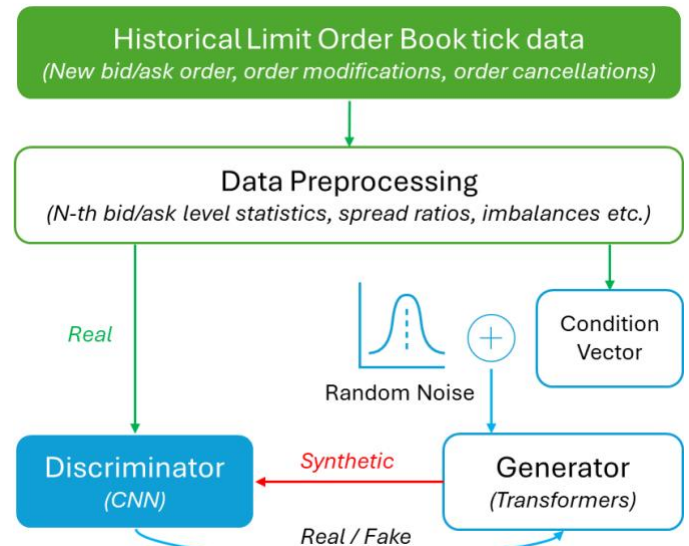 Historical Limit Order Book tick data
(New bid/ask order, order modifications, order cancellations)
Data Preprocessing
(N-th bid/ask level statistics, spread ratios, imbalances etc.)
Real
Condition
Vector
Random Noise
Discriminator
(CNN)
Synthetic
Generator
(Transformers)
Real / Fake